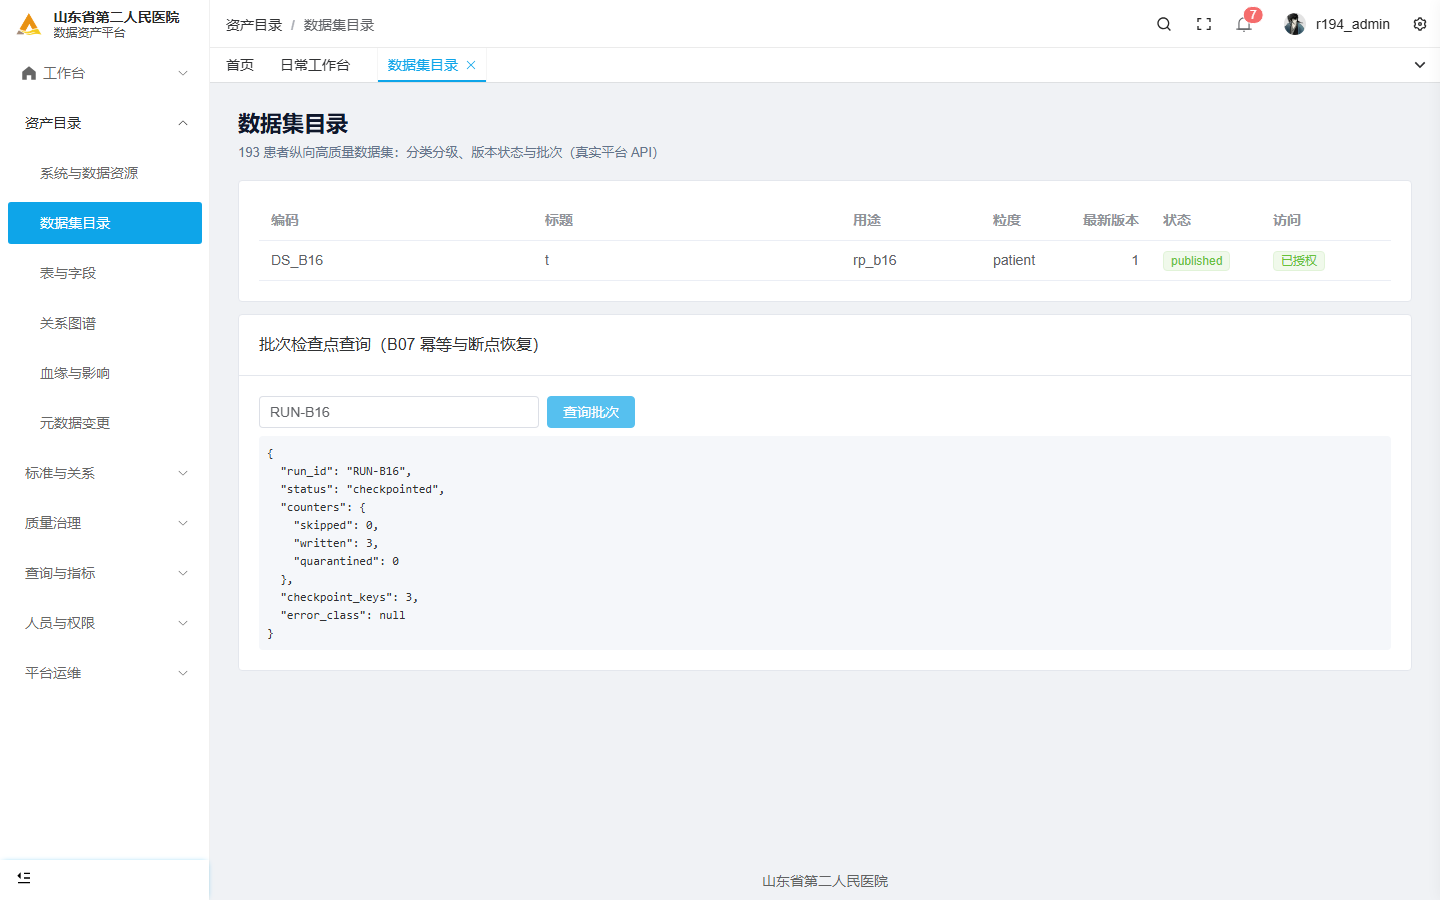 山东省第二人民医院
数据资产平台
工作台
资产目录
系统与数据资源
数据集目录
表与字段
关系图谱
血缘与影响
元数据变更
标准与关系
质量治理
查询与指标
人员与权限
平台运维
资产目录 / 数据集目录
7
r194_admin
首页 日常工作台 数据集目录
数据集目录
193 患者纵向高质量数据集：分类分级、版本状态与批次（真实平台 API）
编码 标题 用途 粒度 最新版本 状态 访问
DS_B16 t rp_b16 patient 1 published 已授权
批次检查点查询（B07 幂等与断点恢复）
RUN-B16 查询批次
{
"run_id": "RUN-B16",
"status": "checkpointed",
"counters": {
"skipped": 0,
"written": 3,
"quarantined": 0
},
"checkpoint_keys": 3,
"error_class": null
}
山东省第二人民医院